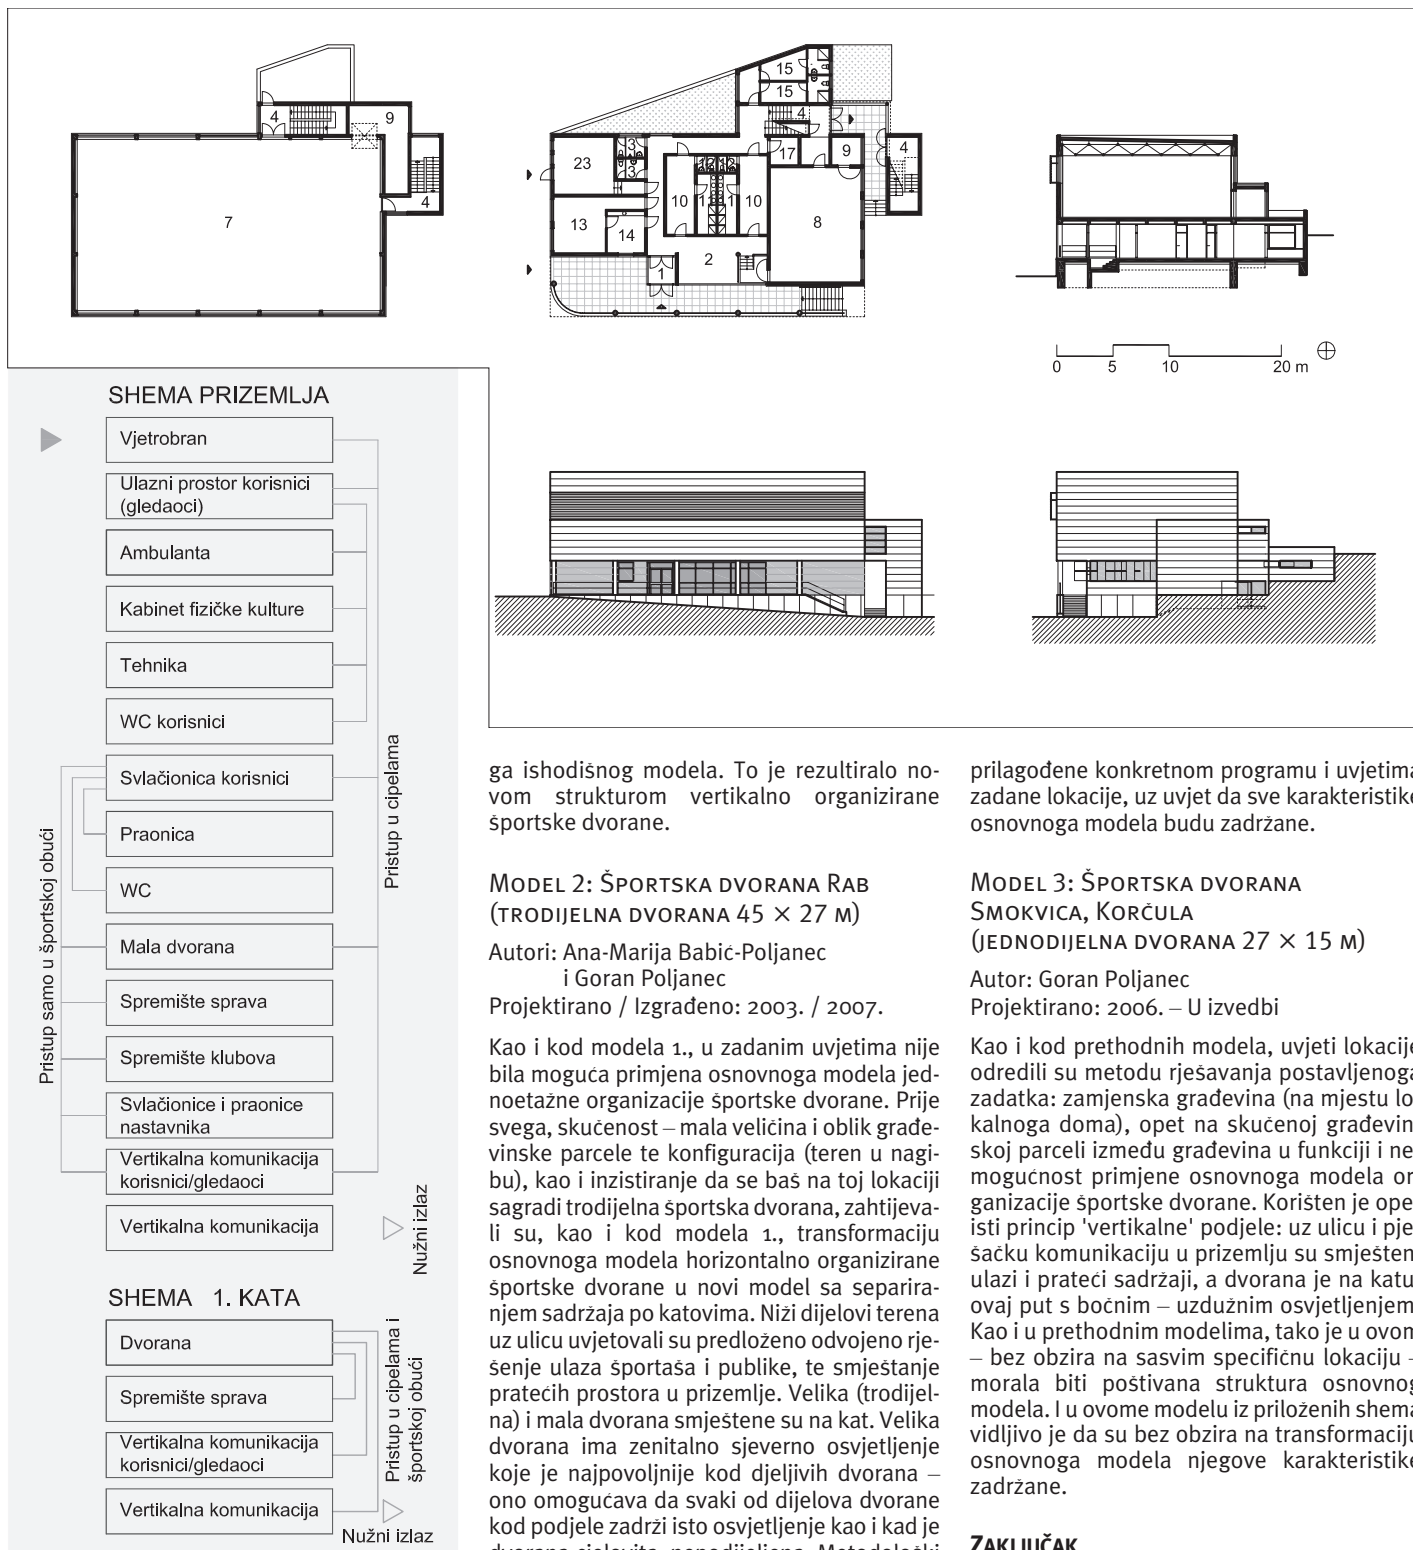 4
9
4
7
15
15
4
3
3
23
17
9
4
12
12
10
11
11
10
13
14
8
2
1
0 5 10 20 m
SHEMA PRIZEMLJA
Vjetrobran
Ulazni prostor korisnici
(gledaoci)
Ambulanta
Kabinet fizičke kulture
Tehnika
WC korisnici
Svlačionica korisnici
Praonica
WC
Mala dvorana
Spremište sprava
Spremište klubova
Svlačionice i praonice
nastavnika
Vertikalna komunikacija
korisnici/gledaoci
Vertikalna komunikacija
Pristup samo u športskoj obući
Pristup u cipelama
Nužni izlaz
SHEMA 1. KATA
Dvorana
Spremište sprava
Vertikalna komunikacija
korisnici/gledaoci
Vertikalna komunikacija
Pristup u cipelama i
športskoj obući
Nužni izlaz
ga ishodišnog modela. To je rezultiralo no-
vom strukturom vertikalno organizirane
športske dvorane.
Model 2: Športska dvorana Rab
(trodijelna dvorana 45 × 27 m)
Autori: Ana-Marija Babić-Poljanec
i Goran Poljanec
Projektirano / Izgrađeno: 2003. / 2007.
Kao i kod modela 1., u zadanim uvjetima nije
bila moguća primjena osnovnoga modela jed-
noetažne organizacije športske dvorane. Prije
svega, skučenost – mala veličina i oblik građe-
vinske parcele te konfiguracija (teren u nagi-
bu), kao i inzistiranje da se baš na toj lokaciji
sagradi trodijelna športska dvorana, zahtijeva-
li su, kao i kod modela 1., transformaciju
osnovnoga modela horizontalno organizirane
športske dvorane u novi model sa separira-
njem sadržaja po katovima. Niži dijelovi terena
uz ulicu uvjetovali su predloženo odvojeno rje-
šenje ulaza športaša i publike, te smještanje
pratećih prostora u prizemlje. Velika (trodijel-
na) i mala dvorana smještene su na kat. Velika
dvorana ima zenitalno sjeverno osvjetljenje
koje je najpovoljnije kod djeljivih dvorana –
ono omogućava da svaki od dijelova dvorane
kod podjele zadrži isto osvjetljenje kao i kad je
dvorana cjelovita, nepodijeljena. Metodološki
prilagođene konkretnom programu i uvjetima
zadane lokacije, uz uvjet da sve karakteristike
osnovnoga modela budu zadržane.
Model 3: Športska dvorana
Smokvica, Korčula
(jednodijelna dvorana 27 × 15 m)
Autor: Goran Poljanec
Projektirano: 2006. – U izvedbi
Kao i kod prethodnih modela, uvjeti lokacije
odredili su metodu rješavanja postavljenoga
zadatka: zamjenska građevina (na mjestu lo
kalnoga doma), opet na skučenoj građevin
skoj parceli između građevina u funkciji i ne
mogućnost primjene osnovnoga modela or
ganizacije športske dvorane. Korišten je ope
isti princip 'vertikalne' podjele: uz ulicu i pje
šačku komunikaciju u prizemlju su smješten
ulazi i prateći sadržaji, a dvorana je na katu
ovaj put s bočnim – uzdužnim osvjetljenjem
Kao i u prethodnim modelima, tako je u ovom
– bez obzira na sasvim specifičnu lokaciju –
morala biti poštivana struktura osnovnog
modela. I u ovome modelu iz priloženih shema
vidljivo je da su bez obzira na transformaciju
osnovnoga modela njegove karakteristike
zadržane.
Zaključak